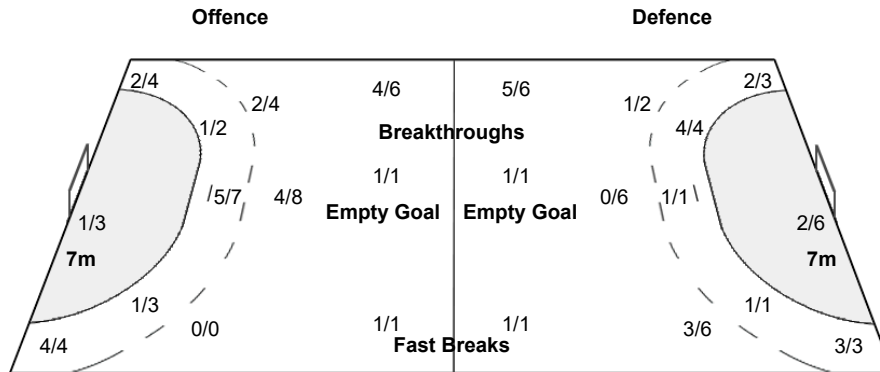 Offence Defence
2/4 4/6 5/6 2/3
2/4 1/2
1/2 Breakthroughs 4/4
1/1 1/1
5/7 4/8 0/6 1/1
Empty Goal Empty Goal
1/3 2/6
7m 7m
1/3 1/1
0/0 1/1 1/1 3/6
4/4 Fast Breaks 3/3